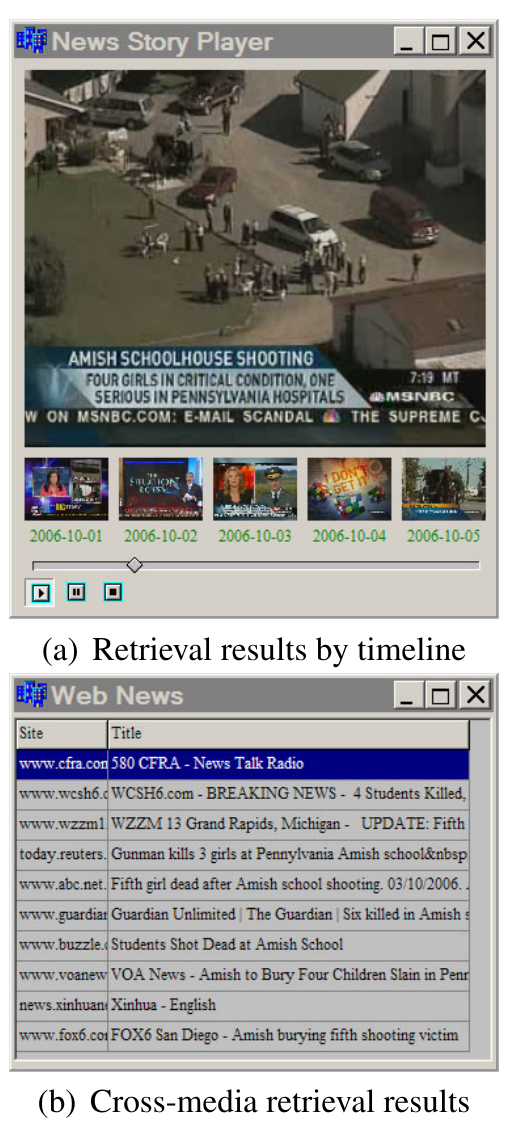 News Story Player
AMISH SCHOOLHOUSE SHOOTING
FOUR GIRLS IN CRITICAL CONDITION, ONE
SERIOUS IN PENNSYLVANIA HOSPITALS
7:19 MT
MSNBC
W ON MSNBC.COM: E-MAIL SCANDAL THE SUPREME C
THE
SITUATION
I DON'T
GET IT
2006-10-01 2006-10-02 2006-10-03 2006-10-04 2006-10-05
(a) Retrieval results by timeline
Web News
Site Title
www.cfra.con 580 CFRA - News Talk Radio
www.wcsh6.c WCSH6.com - BREAKING NEWS - 4 Students Killed,
www.wzzm1 WZZM 13 Grand Rapids, Michigan - UPDATE: Fifth
today.reuters. Gunman kills 3 girls at Pennylvania Amish school&nbsp
www.abc.net. Fifth girl dead after Amish school shooting. 03/10/2006. .
www.guardian Guardian Unlimited | The Guardian | Six killed in Amish s
www.buzzle.c Students Shot Dead at Amish School
www.voanew VOA News - Amish to Bury Four Children Slain in Penr
news.xinhuan Xinhua - English
www.fox6.co FOX6 San Diego - Amish burying fifth shooting victim
(b) Cross-media retrieval results